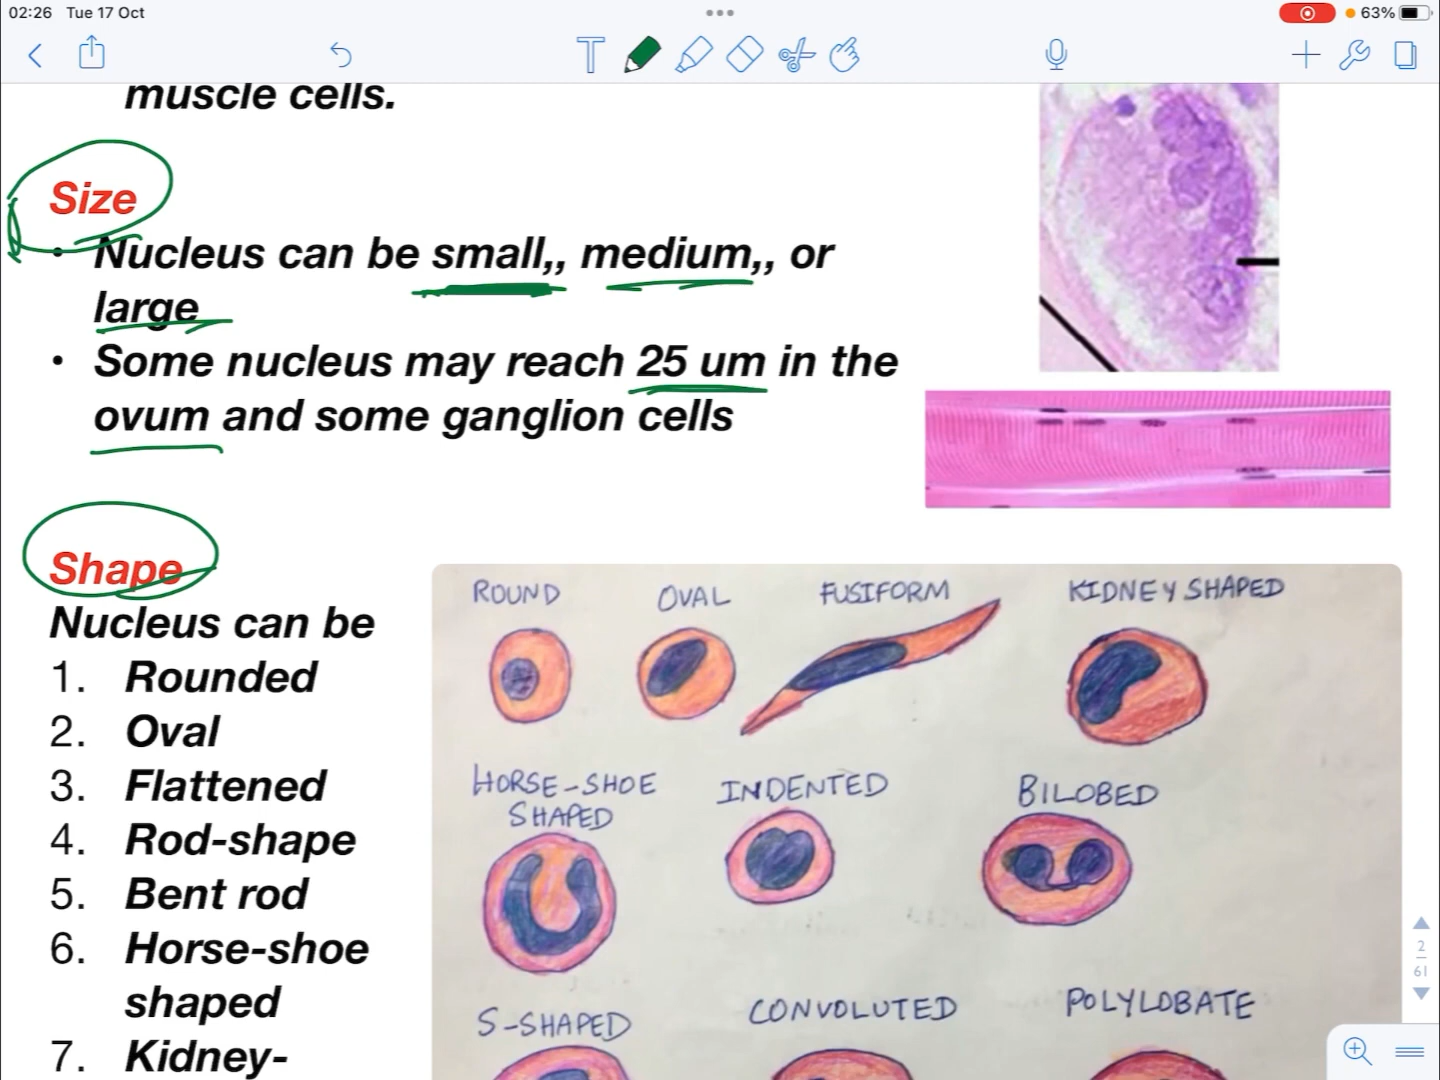 02:26 Tue 17 Oct
63%
T
muscle cells.
Size
• Nucleus can be small,, medium,, or
large
• Some nucleus may reach 25 um in the
ovum and some ganglion cells
Shape
Nucleus can be
1. Rounded
2. Oval
3. Flattened
4. Rod-shape
5. Bent rod
6. Horse-shoe
shaped
7. Kidney-
ROUND OVAL FUSIFORM KIDNEY SHAPED
HORSE-SHOE
SHAPED
INDENTED BILOBED
S-SHAPED CONVOLUTED POLYLOBATE
2
61